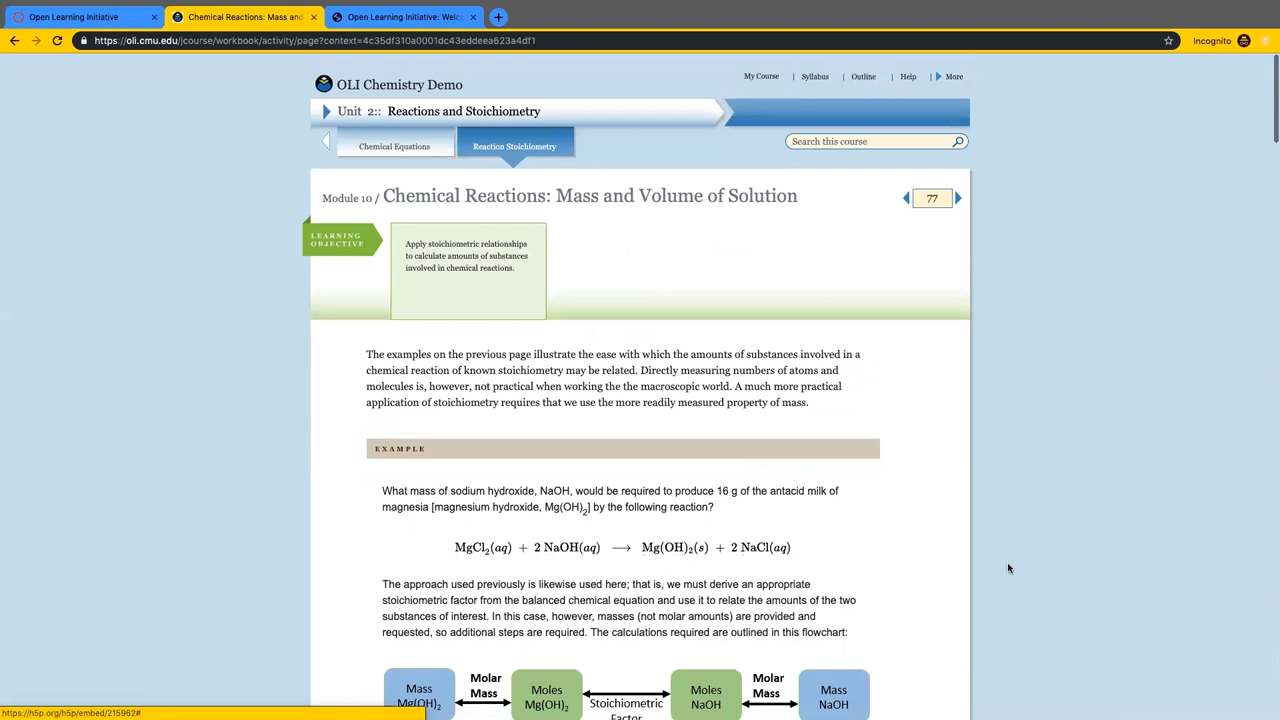 Open Learning Initiative
Chemical Reactions: Mass and
Open Learning Initiative: Welc
https://oli.cmu.edu/jcourse/workbook/activity/page?context=4c35df310a0001dc43eddeea623a4df1
Incognito
OLI Chemistry Demo
My Course | Syllabus | Outline | Help | More
Unit 2:: Reactions and Stoichiometry
Chemical Equations
Reaction Stoichiometry
Search this course
Module 10 / Chemical Reactions: Mass and Volume of Solution
77
LEARNING
OBJECTIVE
Apply stoichiometric relationships
to calculate amounts of substances
involved in chemical reactions.
The examples on the previous page illustrate the ease with which the amounts of substances involved in a
chemical reaction of known stoichiometry may be related. Directly measuring numbers of atoms and
molecules is, however, not practical when working the the macroscopic world. A much more practical
application of stoichiometry requires that we use the more readily measured property of mass.
EXAMPLE
What mass of sodium hydroxide, NaOH, would be required to produce 16 g of the antacid milk of
magnesia [magnesium hydroxide, Mg(OH)₂] by the following reaction?
MgCl₂(aq) + 2 NaOH(aq) ⟶ Mg(OH)₂(s) + 2 NaCl(aq)
The approach used previously is likewise used here; that is, we must derive an appropriate
stoichiometric factor from the balanced chemical equation and use it to relate the amounts of the two
substances of interest. In this case, however, masses (not molar amounts) are provided and
requested, so additional steps are required. The calculations required are outlined in this flowchart:
Mass
Mg(OH)₂
Molar
Mass
Moles
Mg(OH)₂
Stoichiometric
Factor
Moles
NaOH
Molar
Mass
Mass
NaOH
https://h5p.org/h5p/embed/215962#